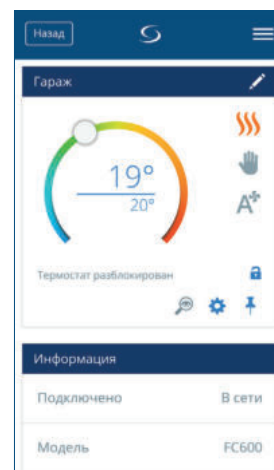 Назад
Гараж
19°
20°
A+
Термостат разблокирован
Информация
Подключено В сети
Модель FC600